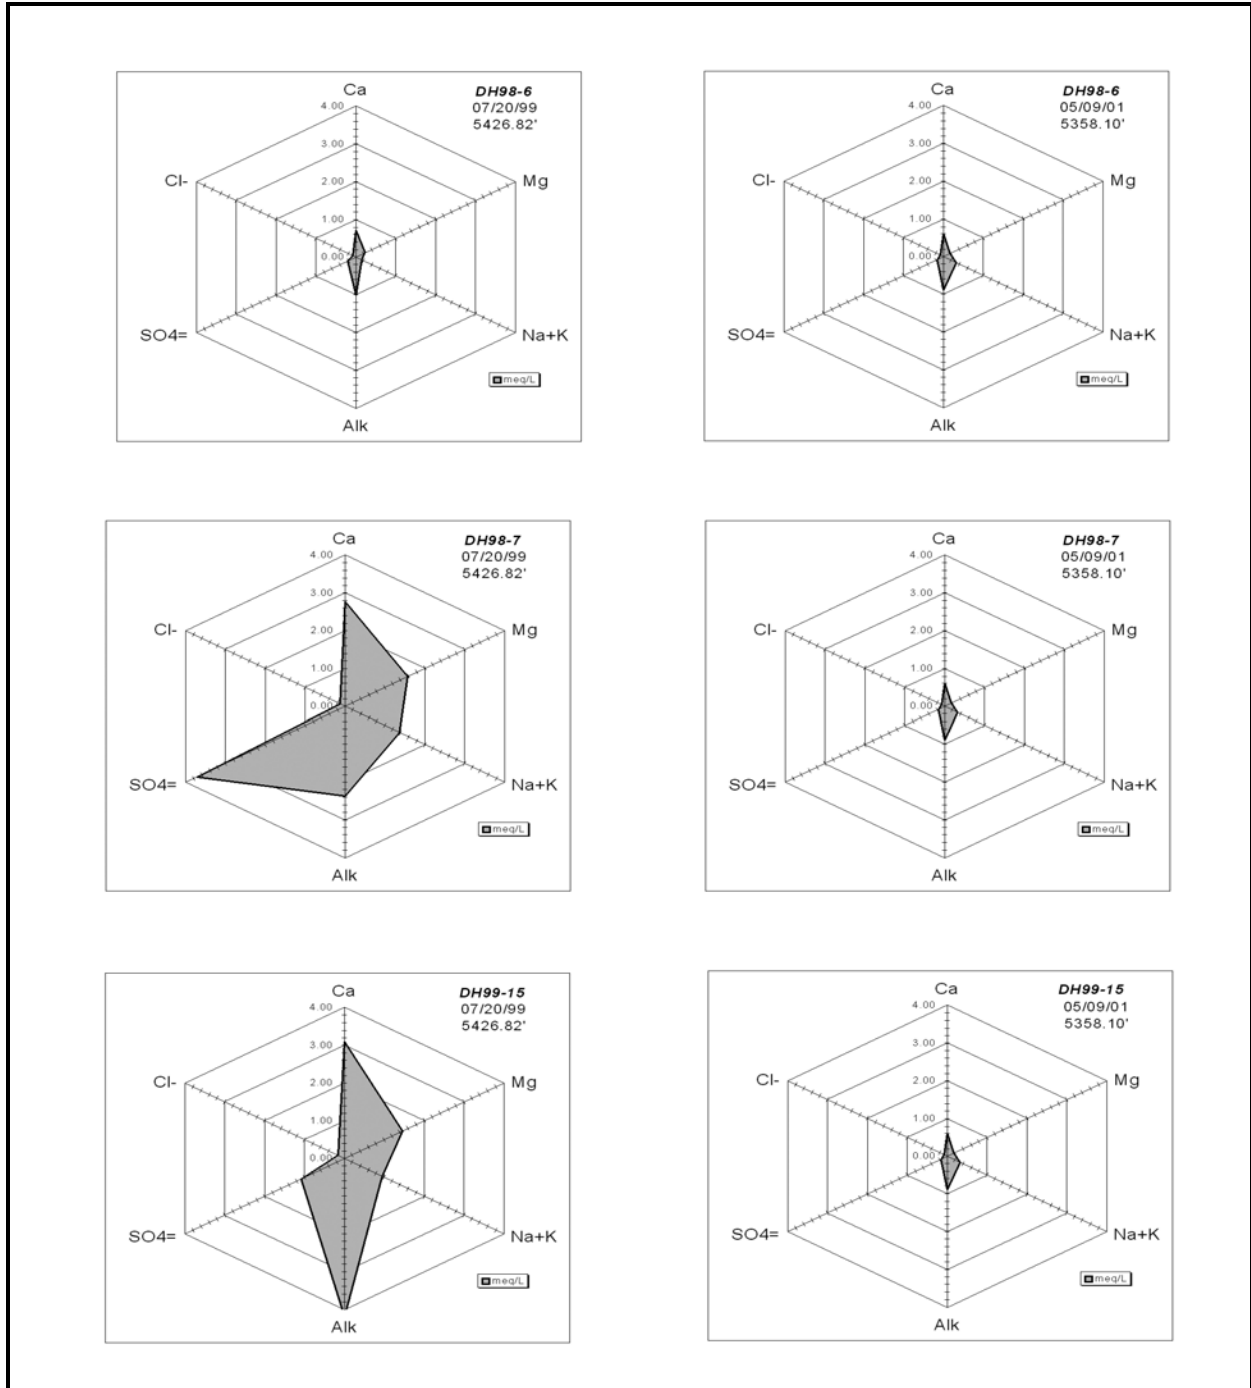 Ca
DH98-6
07/20/99
5426.82'
4.00
3.00
2.00
1.00
0.00
Cl-
Mg
SO4=
Na+K
meq/L
Alk
Ca
DH98-6
05/09/01
5358.10'
4.00
3.00
2.00
1.00
0.00
Cl-
Mg
SO4=
Na+K
meq/L
Alk
Ca
DH98-7
07/20/99
5426.82'
4.00
3.00
2.00
1.00
0.00
Cl-
Mg
SO4=
Na+K
meq/L
Alk
Ca
DH98-7
05/09/01
5358.10'
4.00
3.00
2.00
1.00
0.00
Cl-
Mg
SO4=
Na+K
meq/L
Alk
Ca
DH99-15
07/20/99
5426.82'
4.00
3.00
2.00
1.00
0.00
Cl-
Mg
SO4=
Na+K
meq/L
Alk
Ca
DH99-15
05/09/01
5358.10'
4.00
3.00
2.00
1.00
0.00
Cl-
Mg
SO4=
Na+K
meq/L
Alk